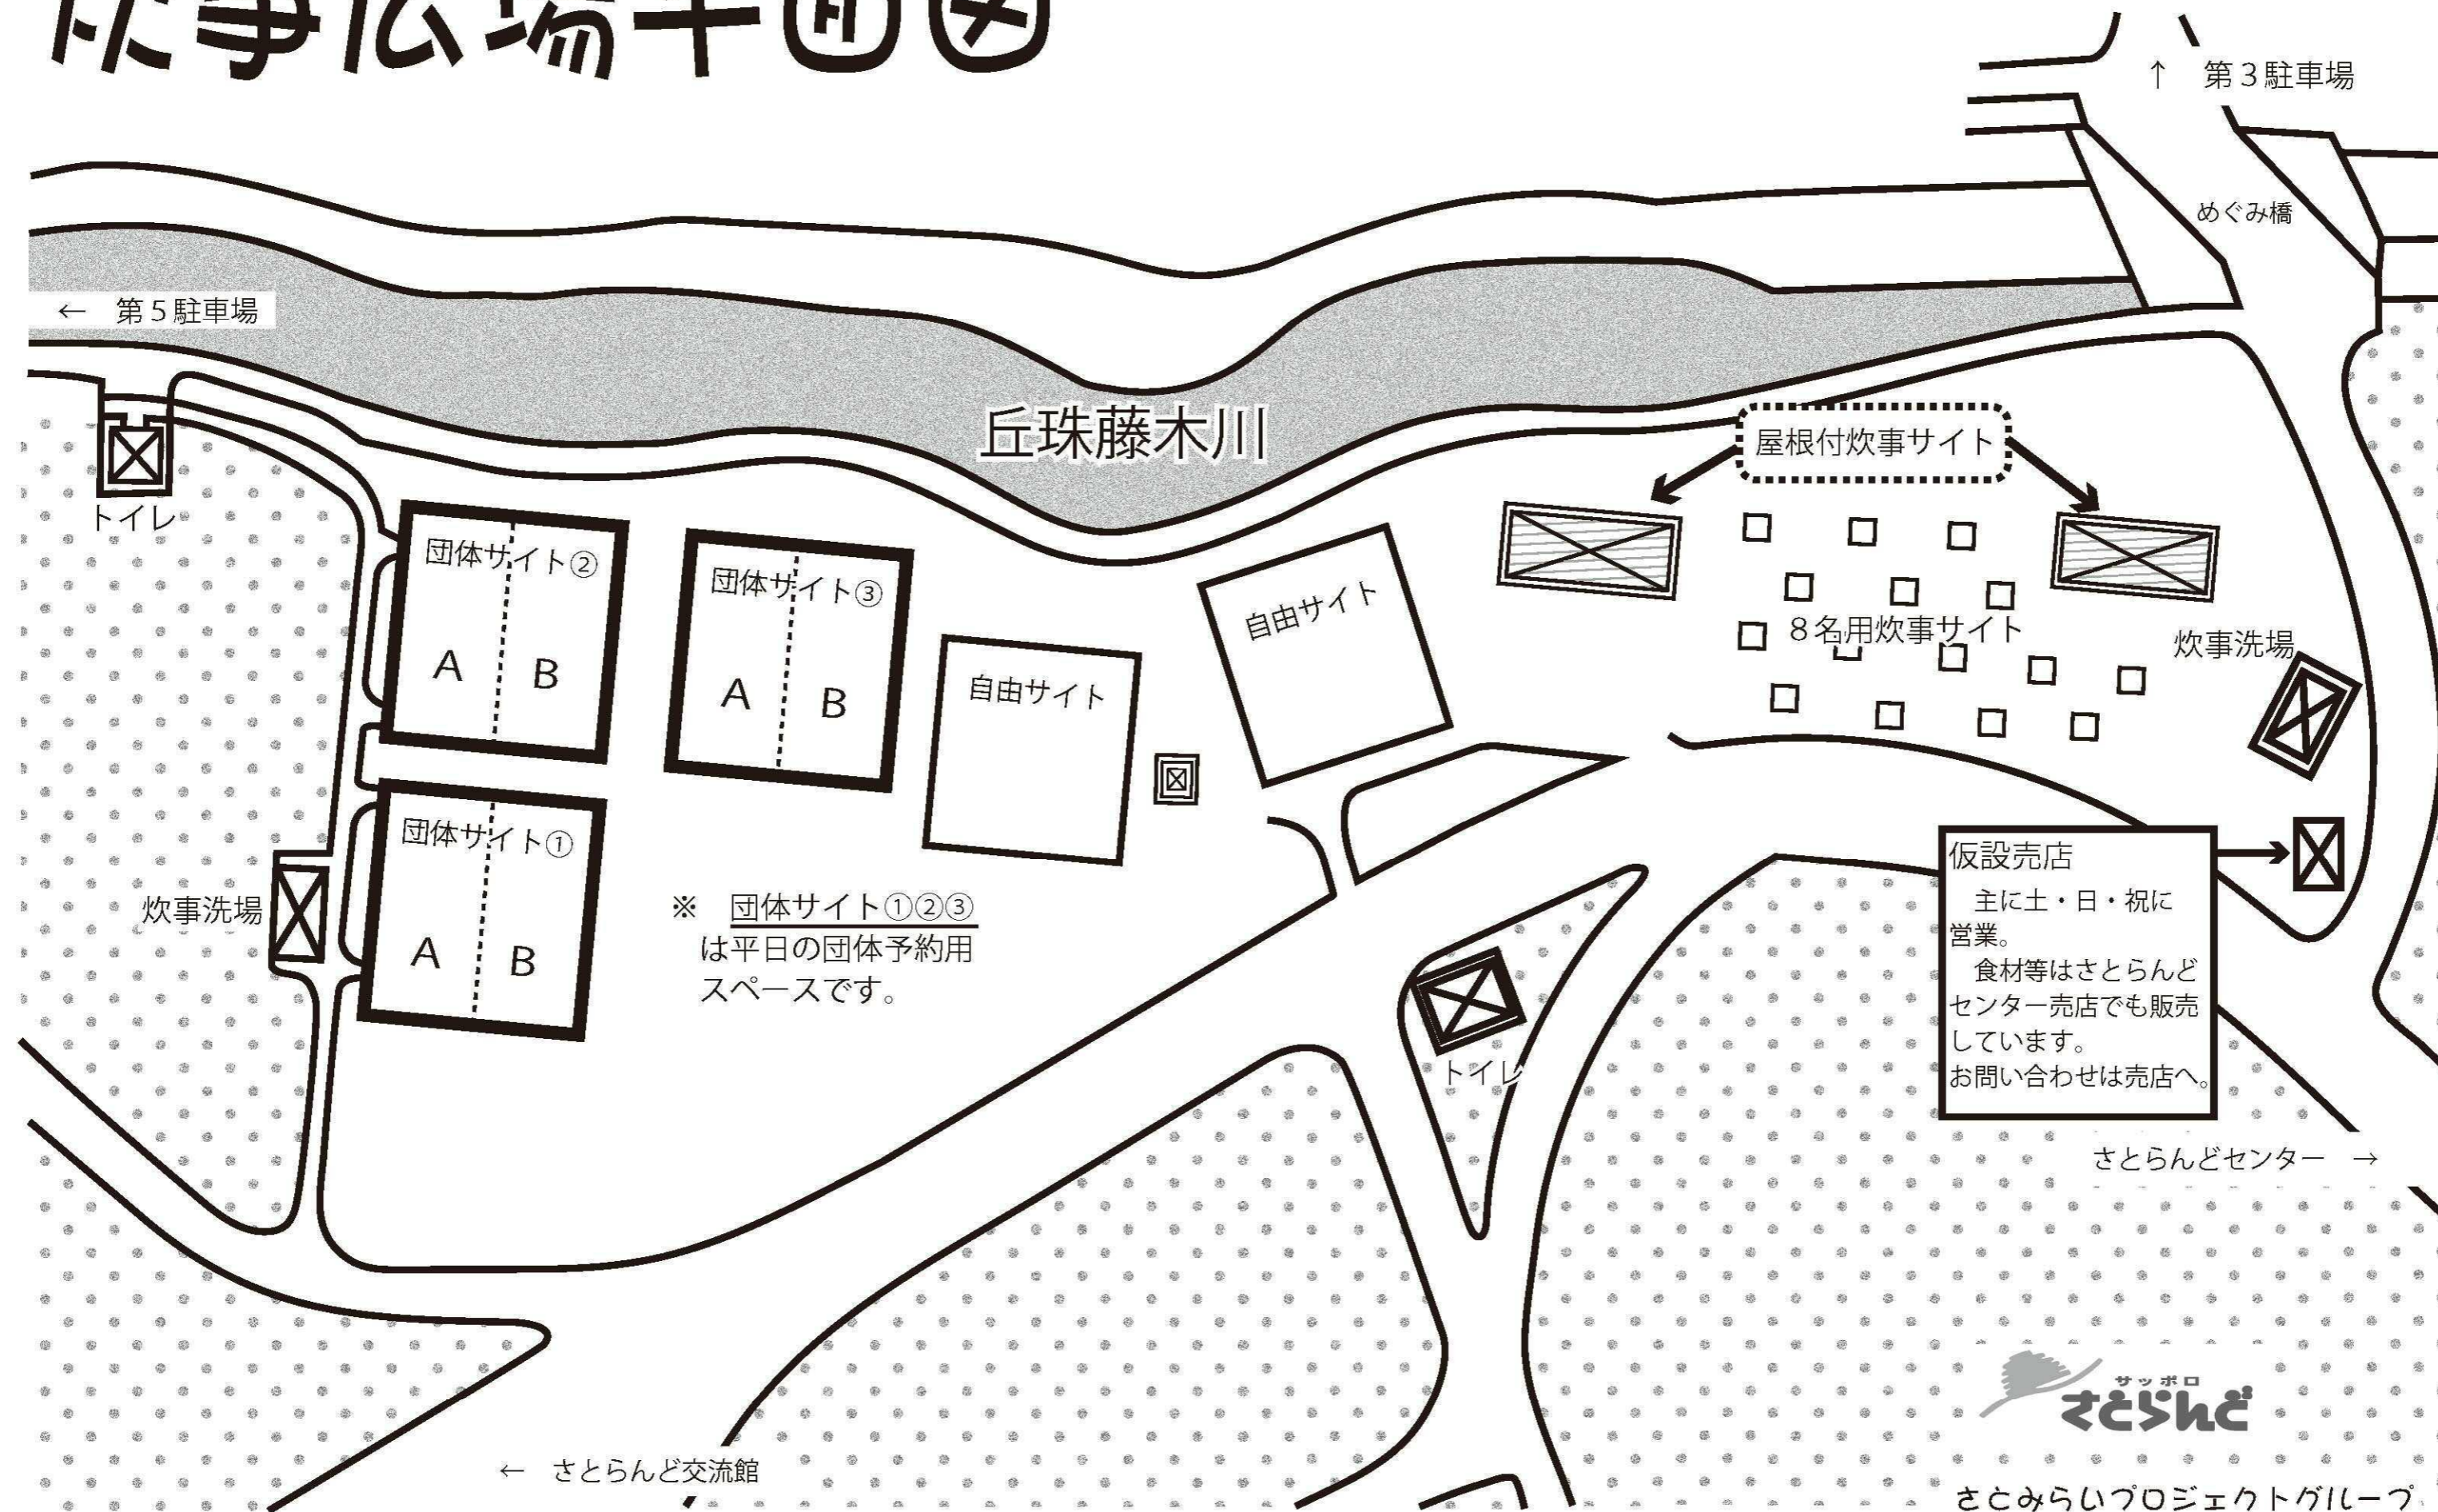 炊事広場平面図
↑ 第3駐車場
めぐみ橋
← 第5駐車場
丘珠藤木川
屋根付炊事サイト
トイレ
団体サイト②
A B
団体サイト③
A B
自由サイト
自由サイト
8名用炊事サイト
炊事洗場
団体サイト①
A B
炊事洗場
※ 団体サイト①②③
は平日の団体予約用
スペースです。
仮設売店
主に土・日・祝に
営業。
食材等はさとらんど
センター売店でも販売
しています。
お問い合わせは売店へ。
トイレ
さとらんどセンター →
← さとらんど交流館
サッポロ
さとらんど
さとみらいプロジェクトグループ